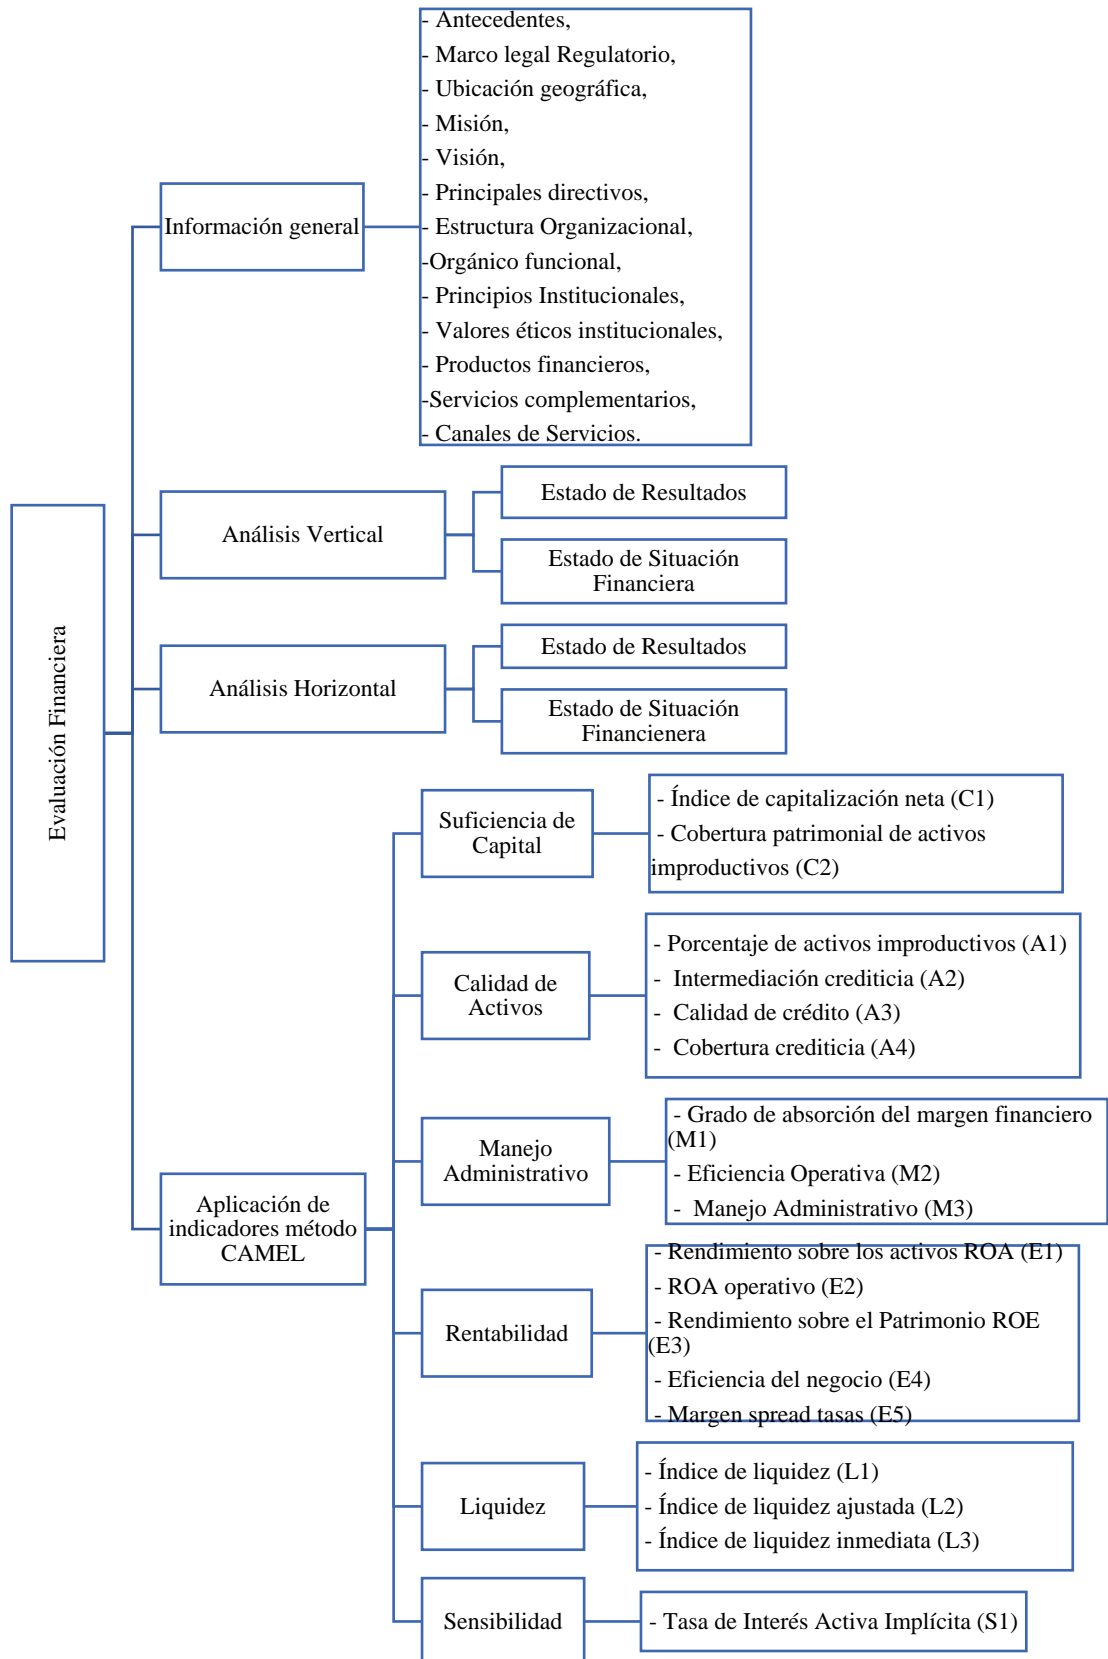 Evaluación Financiera
Información general
- Antecedentes,
- Marco legal Regulatorio,
- Ubicación geográfica,
- Misión,
- Visión,
- Principales directivos,
- Estructura Organizacional,
-Orgánico funcional,
- Principios Institucionales,
- Valores éticos institucionales,
- Productos financieros,
-Servicios complementarios,
- Canales de Servicios.
Análisis Vertical
Estado de Resultados
Estado de Situación
Financiera
Análisis Horizontal
Estado de Resultados
Estado de Situación
Financienera
Aplicación de
indicadores método
CAMEL
Suficiencia de
Capital
- Índice de capitalización neta (C1)
- Cobertura patrimonial de activos
improductivos (C2)
Calidad de
Activos
- Porcentaje de activos improductivos (A1)
- Intermediación crediticia (A2)
- Calidad de crédito (A3)
- Cobertura crediticia (A4)
Manejo
Administrativo
- Grado de absorción del margen financiero
(M1)
- Eficiencia Operativa (M2)
- Manejo Administrativo (M3)
Rentabilidad
- Rendimiento sobre los activos ROA (E1)
- ROA operativo (E2)
- Rendimiento sobre el Patrimonio ROE
(E3)
- Eficiencia del negocio (E4)
- Margen spread tasas (E5)
Liquidez
- Índice de liquidez (L1)
- Índice de liquidez ajustada (L2)
- Índice de liquidez inmediata (L3)
Sensibilidad
- Tasa de Interés Activa Implícita (S1)